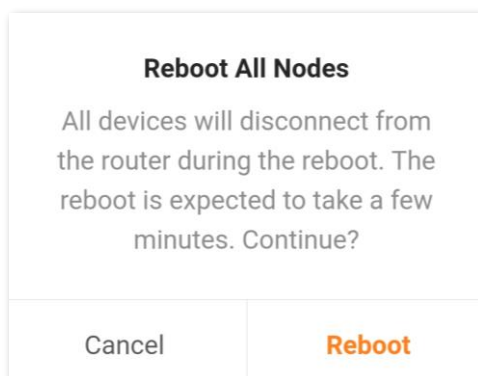 Reboot All Nodes
All devices will disconnect from
the router during the reboot. The
reboot is expected to take a few
minutes. Continue?
Cancel
Reboot